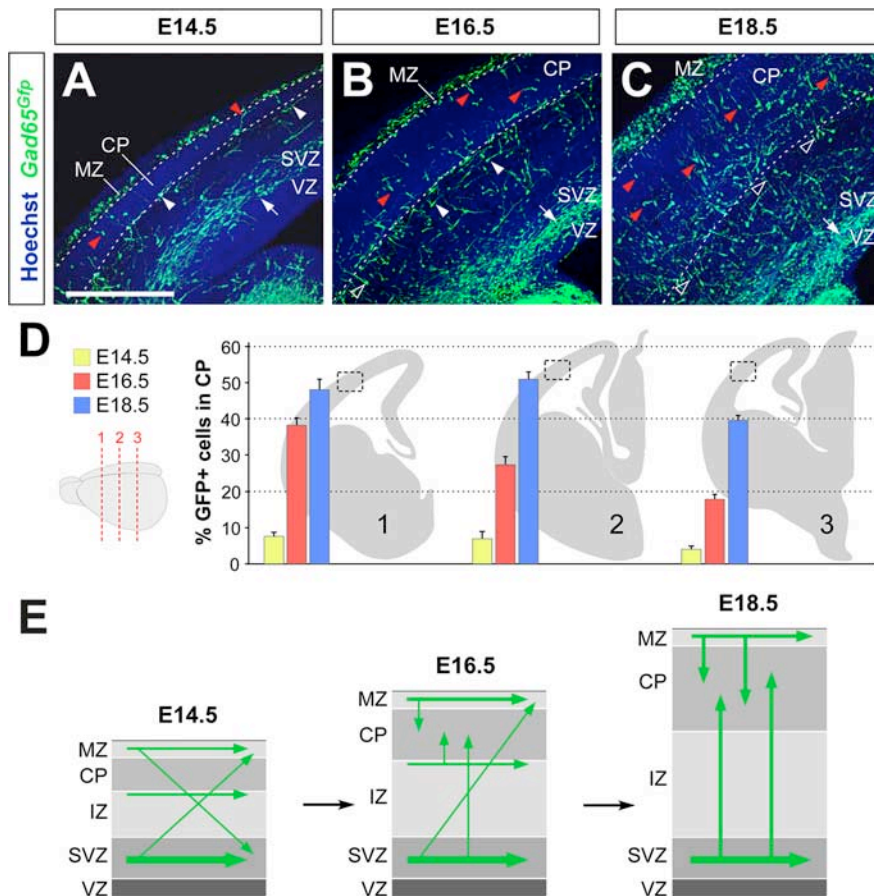 E14.5 E16.5 E18.5
Hoechst Gad65Gfp
A MZ CP SVZ VZ
B MZ CP SVZ VZ
C MZ CP SVZ VZ
D
E14.5
E16.5
E18.5
1 2 3
% GFP+ cells in CP
60
50
40
30
20
10
0
1 2 3
E
E14.5
MZ
CP
IZ
SVZ
VZ
E16.5
MZ
CP
IZ
SVZ
VZ
E18.5
MZ
CP
IZ
SVZ
VZ